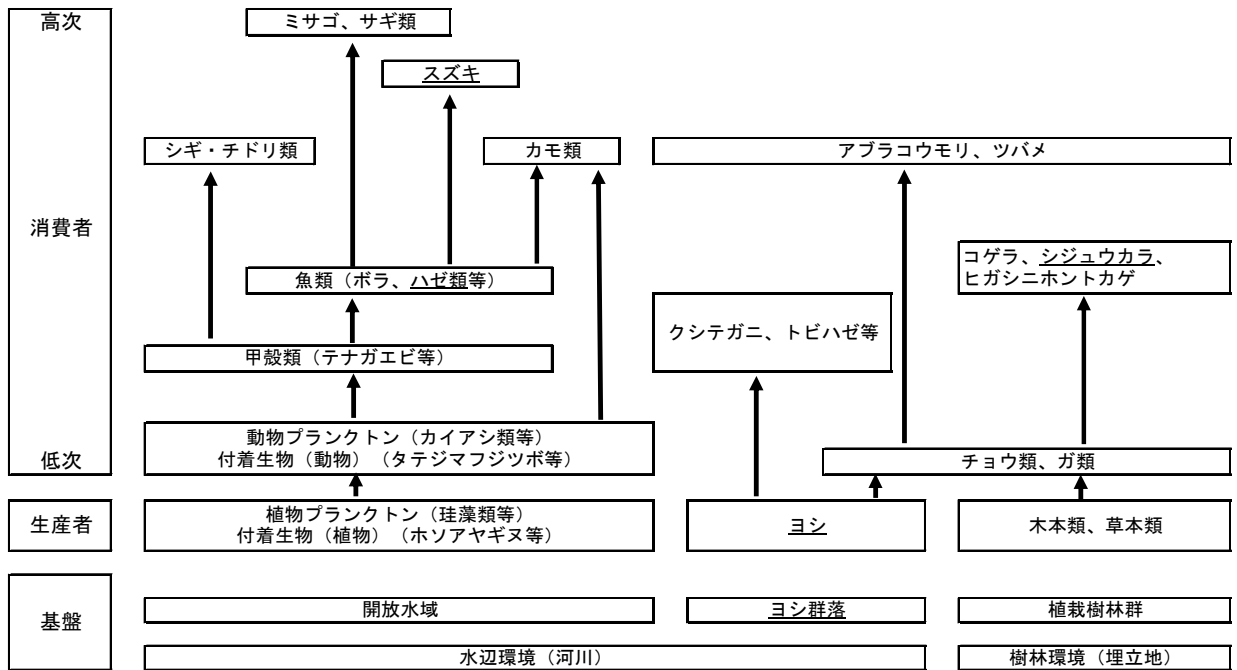 高次
ミサゴ、サギ類
スズキ
シギ・チドリ類
カモ類
アブラコウモリ、ツバメ
消費者
コゲラ、シジュウカラ、
ヒガシニホントカゲ
魚類（ボラ、ハゼ類等）
クシテガニ、トビハゼ等
甲殻類（テナガエビ等）
動物プランクトン（カイアシ類等）
付着生物（動物）（タテジマフジツボ等）
低次
チョウ類、ガ類
生産者
植物プランクトン（珪藻類等）
付着生物（植物）（ホソアヤギヌ等）
ヨシ
木本類、草本類
基盤
開放水域
ヨシ群落
植栽樹林群
水辺環境（河川）
樹林環境（埋立地）